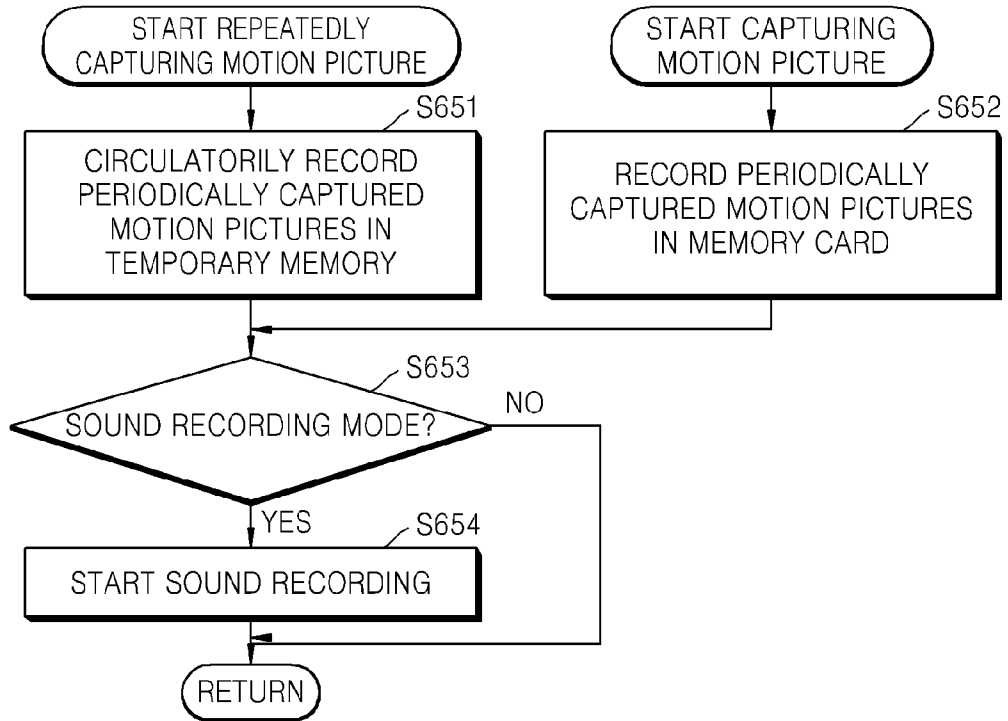 START REPEATEDLY
CAPTURING MOTION PICTURE
S651
CIRCULATORILY RECORD
PERIODICALLY CAPTURED
MOTION PICTURES IN
TEMPORARY MEMORY
START CAPTURING
MOTION PICTURE
S652
RECORD PERIODICALLY
CAPTURED MOTION PICTURES
IN MEMORY CARD
S653
SOUND RECORDING MODE?
NO
YES
S654
START SOUND RECORDING
RETURN